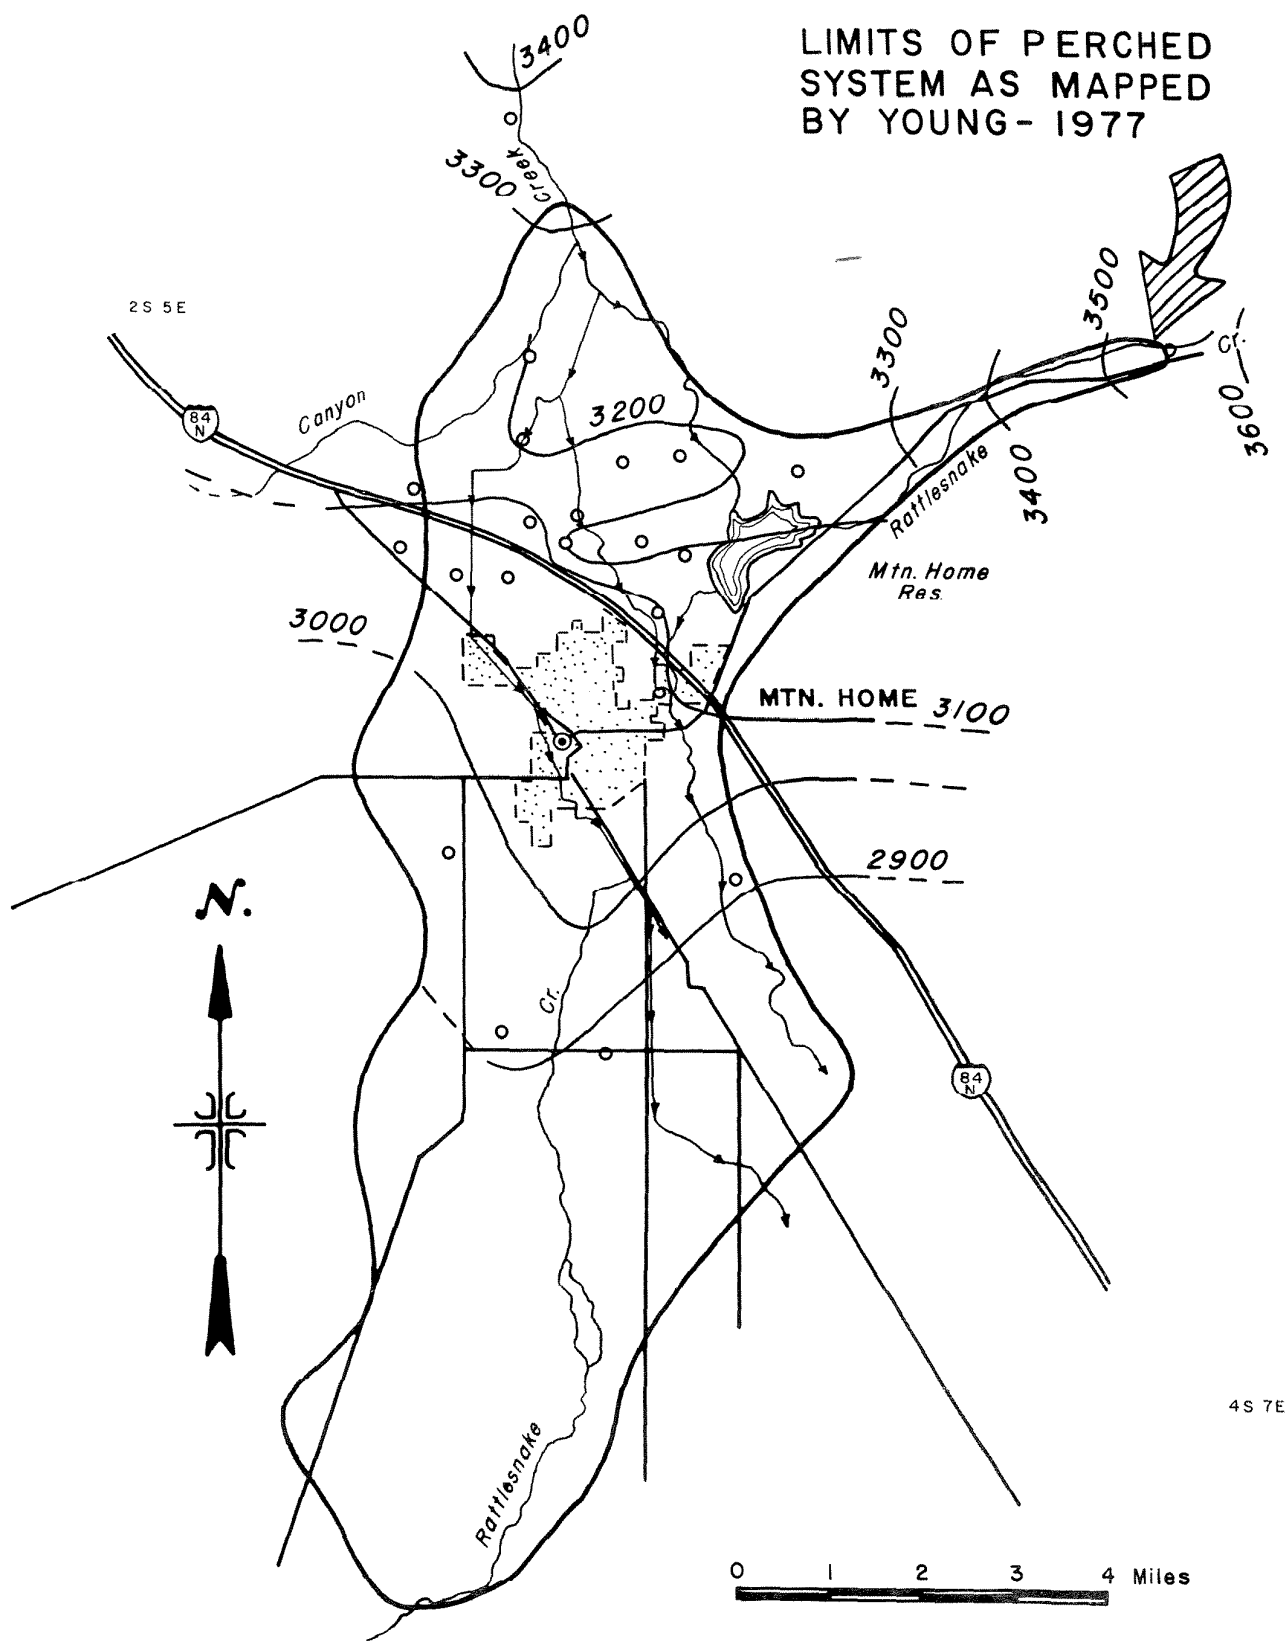 LIMITS OF PERCHED
SYSTEM AS MAPPED
BY YOUNG- 1977
3400
Creek
3300
2S 5E
3500
3300
Cr.
3600
84
N
Canyon
3200
3400
Rattlesnake
Mtn. Home
Res.
3000
MTN. HOME
3100
2900
N.
Cr.
84
N
4S 7E
Rattlesnake
0 1 2 3 4 Miles